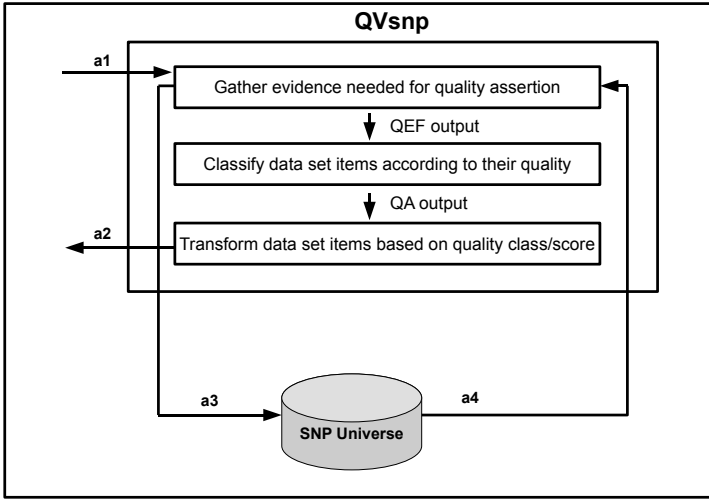 QVsnp
a1
Gather evidence needed for quality assertion
QEF output
Classify data set items according to their quality
QA output
a2
Transform data set items based on quality class/score
a3
a4
SNP Universe